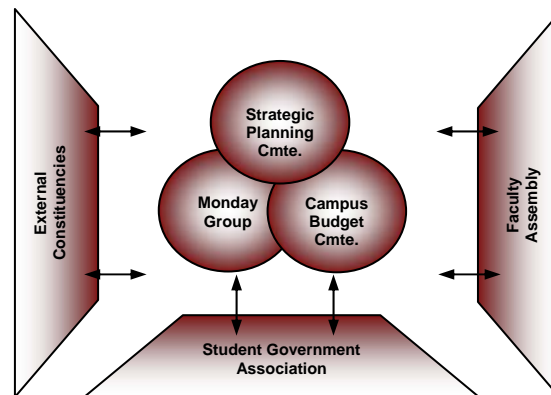 Strategic
Planning
Cmte.
Monday
Group
Campus
Budget
Cmte.
External
Constituencies
Faculty
Assembly
Student Government
Association